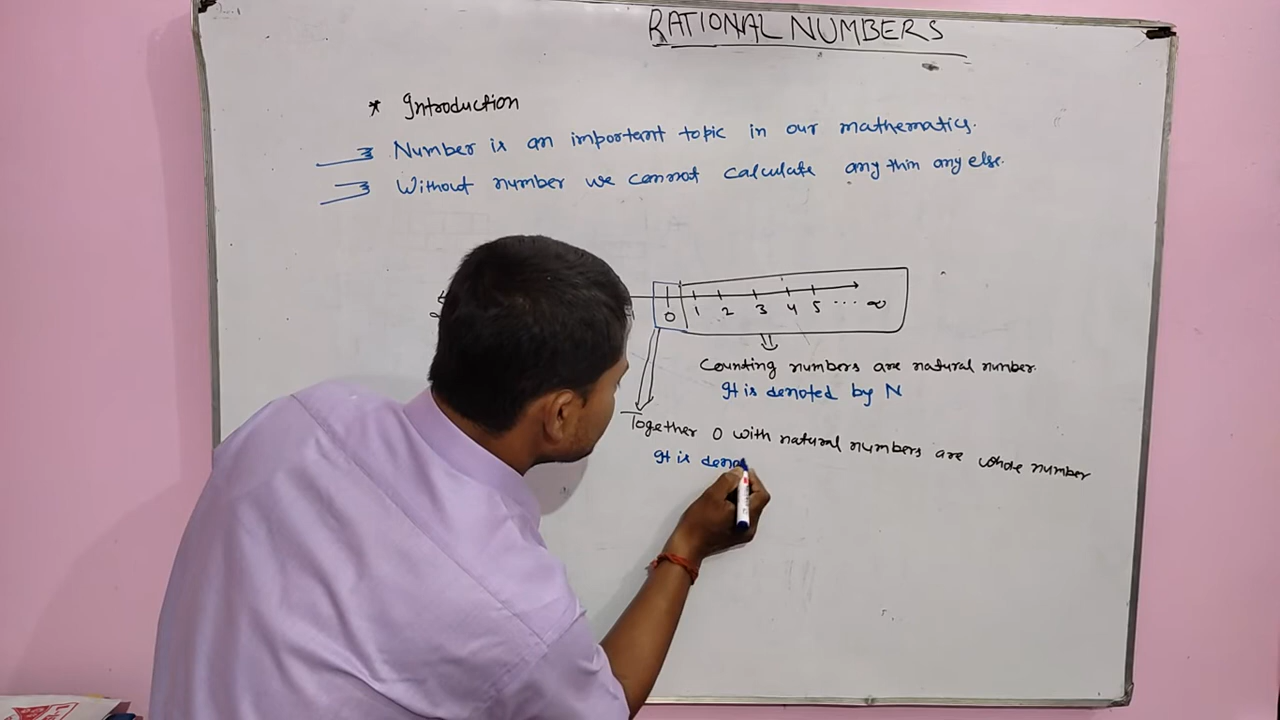 RATIONAL NUMBERS
* Introduction
Number is an important topic in our mathematics.
Without number we cannot calculate any thin any else.
0 1 2 3 4 5 ... ∞
Counting numbers are natural number.
It is denoted by N
Together 0 with natural numbers are whole number
It is deno